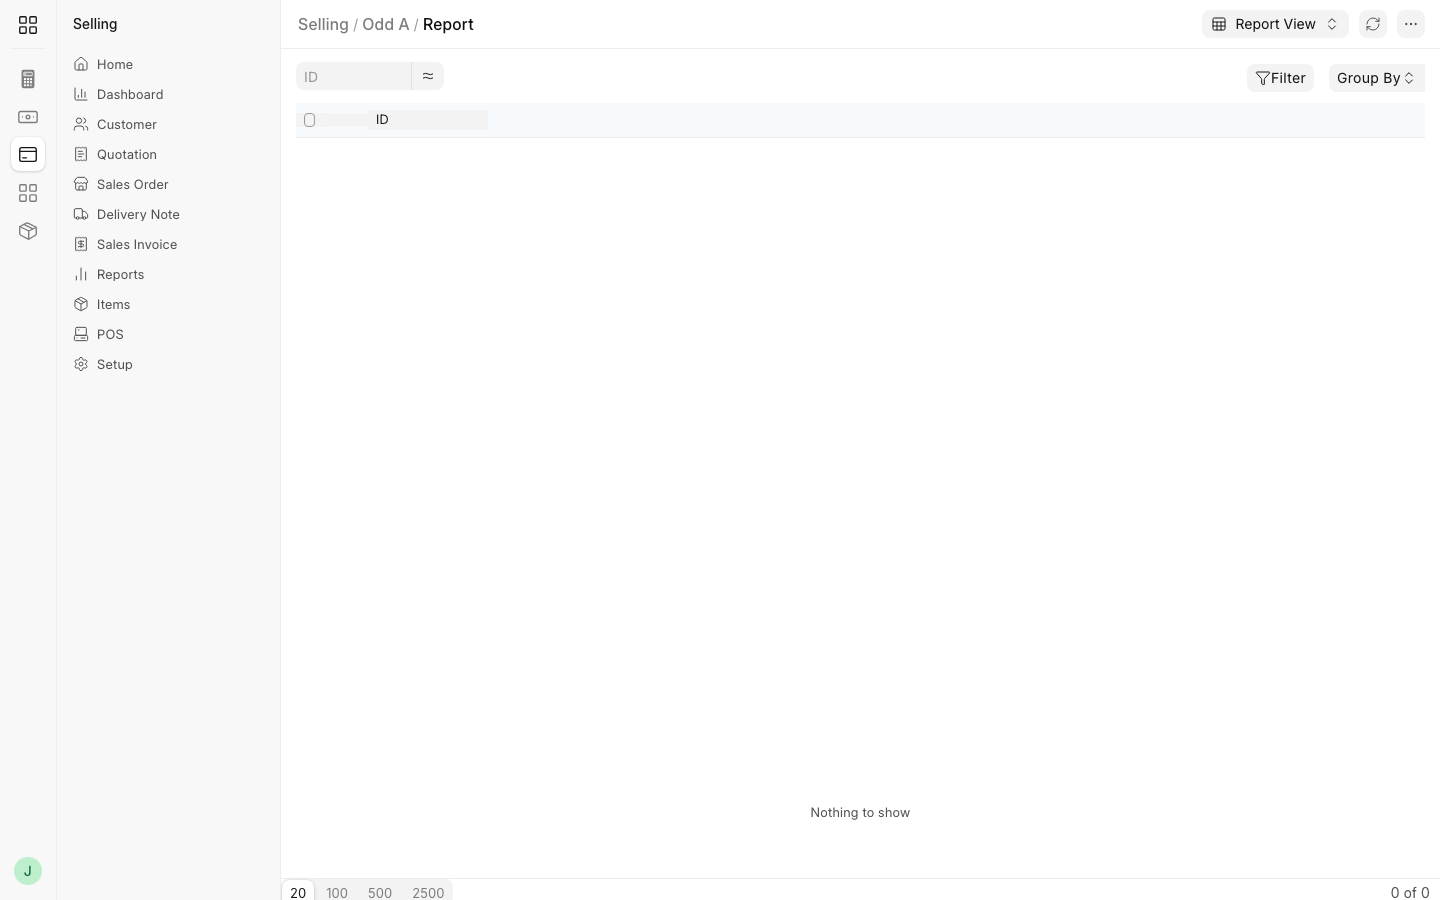 Selling
Home
Dashboard
Customer
Quotation
Sales Order
Delivery Note
Sales Invoice
Reports
Items
POS
Setup
J
Selling / Odd A / Report
Report View
ID ≈
Filter
Group By
ID
Nothing to show
20 100 500 2500
0 of 0